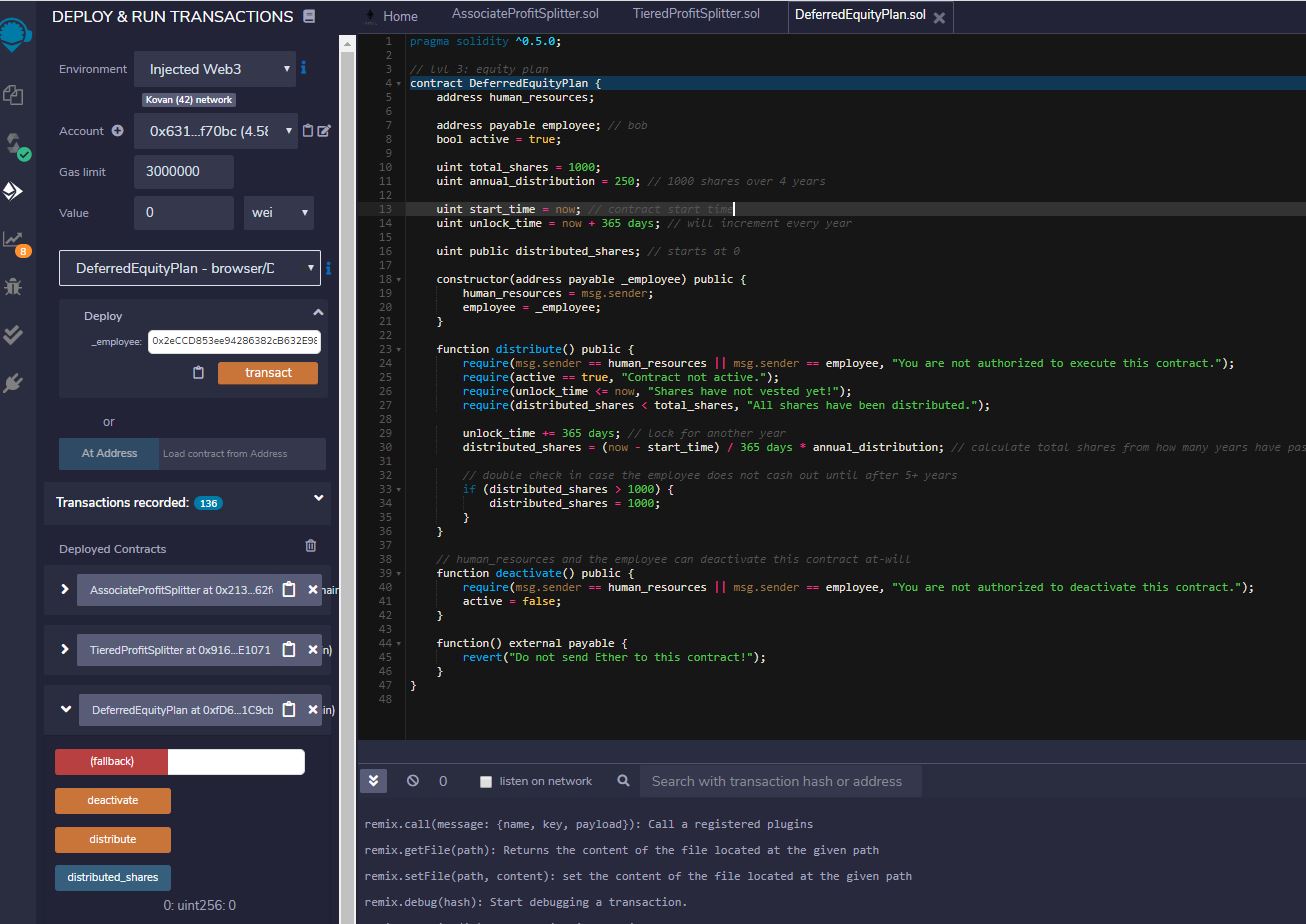 DEPLOY & RUN TRANSACTIONS
Environment
Injected Web3
Kovan (42) network
Account
0x631...f70bc (4.58
Gas limit
3000000
Value
0
wei
8
DeferredEquityPlan - browser/D
Deploy
_employee:
0x2eCCD853ee94286382cB632E98
transact
or
At Address
Load contract from Address
Transactions recorded: 136
Deployed Contracts
AssociateProfitSplitter at 0x213...62f
TieredProfitSplitter at 0x916...E1071
DeferredEquityPlan at 0xfD6...1C9cb
(fallback)
deactivate
distribute
distributed_shares
0: uint256: 0
Home
AssociateProfitSplitter.sol
TieredProfitSplitter.sol
DeferredEquityPlan.sol
1 pragma solidity ^0.5.0;
2
3 // lvl 3: equity plan
4 contract DeferredEquityPlan {
5 address human_resources;
6
7 address payable employee; // bob
8 bool active = true;
9
10 uint total_shares = 1000;
11 uint annual_distribution = 250; // 1000 shares over 4 years
12
13 uint start_time = now; // contract start time
14 uint unlock_time = now + 365 days; // will increment every year
15
16 uint public distributed_shares; // starts at 0
17
18 constructor(address payable _employee) public {
19 human_resources = msg.sender;
20 employee = _employee;
21 }
22
23 function distribute() public {
24 require(msg.sender == human_resources || msg.sender == employee, "You are not authorized to execute this contract.");
25 require(active == true, "Contract not active.");
26 require(unlock_time <= now, "Shares have not vested yet!");
27 require(distributed_shares < total_shares, "All shares have been distributed.");
28
29 unlock_time += 365 days; // lock for another year
30 distributed_shares = (now - start_time) / 365 days * annual_distribution; // calculate total shares from how many years have pas
31
32 // double check in case the employee does not cash out until after 5+ years
33 if (distributed_shares > 1000) {
34 distributed_shares = 1000;
35 }
36 }
37
38 // human_resources and the employee can deactivate this contract at-will
39 function deactivate() public {
40 require(msg.sender == human_resources || msg.sender == employee, "You are not authorized to deactivate this contract.");
41 active = false;
42 }
43
44 function() external payable {
45 revert("Do not send Ether to this contract!");
46 }
47 }
48
0
listen on network
Search with transaction hash or address
remix.call(message: {name, key, payload}): Call a registered plugins
remix.getFile(path): Returns the content of the file located at the given path
remix.setFile(path, content): set the content of the file located at the given path
remix.debug(hash): Start debugging a transaction.